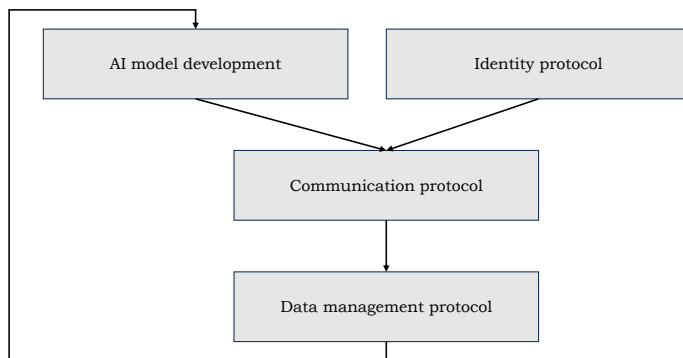 AI model development
Identity protocol
Communication protocol
Data management protocol